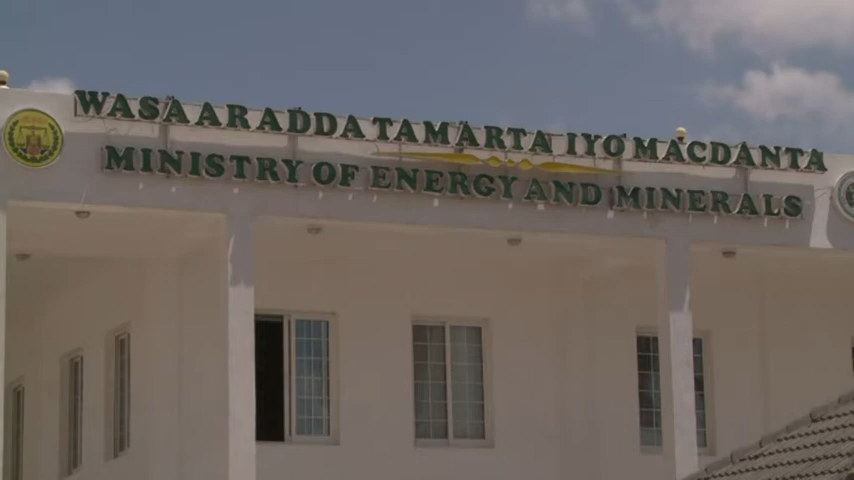 WASAARADDA TAMARTA IYO MACDANTA
MINISTRY OF ENERGY AND MINERALS